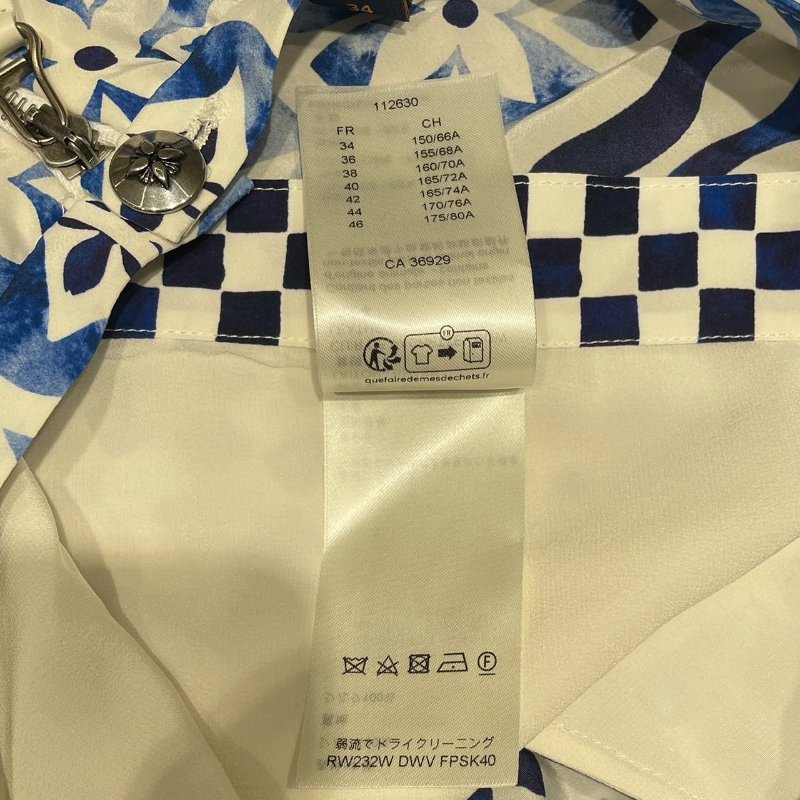 34
112630
FR CH
34 150/66A
36 155/68A
38 160/70A
40 165/72A
42 165/74A
44 170/76A
46 175/80A
CA 36929
FR
quefairedemesdechets.fr
F
弱流でドライクリーニング
RW232W DWV FPSK40